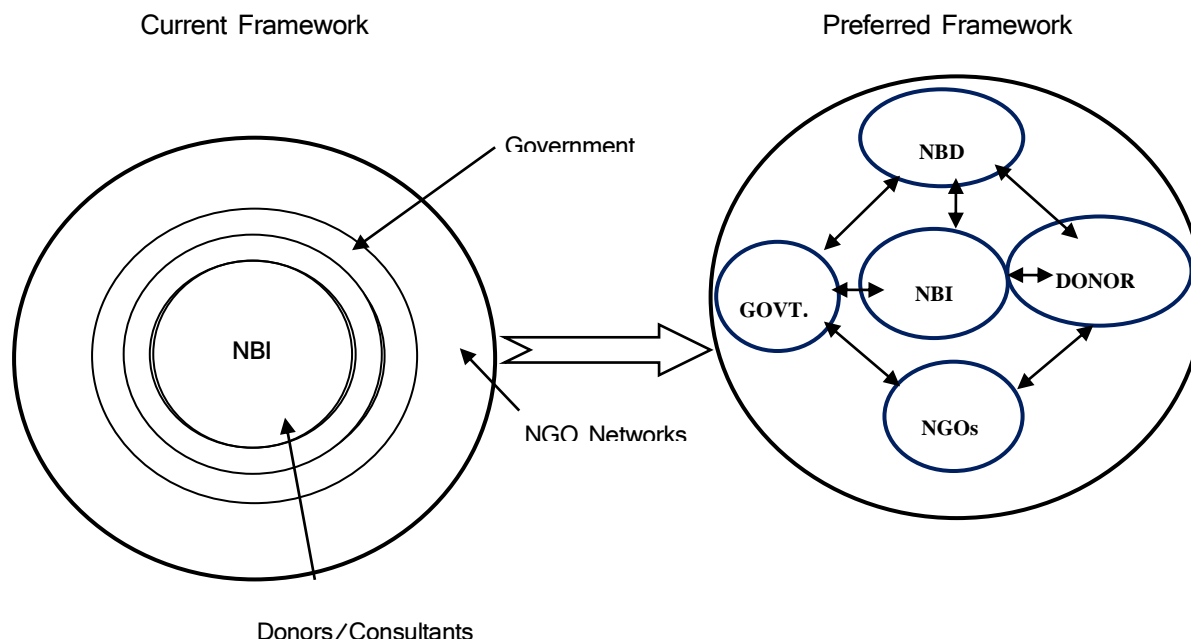 Current Framework
Preferred Framework
Government
NBI
NGO Networks
Donors/Consultants
NBD
GOVT.
NBI
DONOR
NGOs